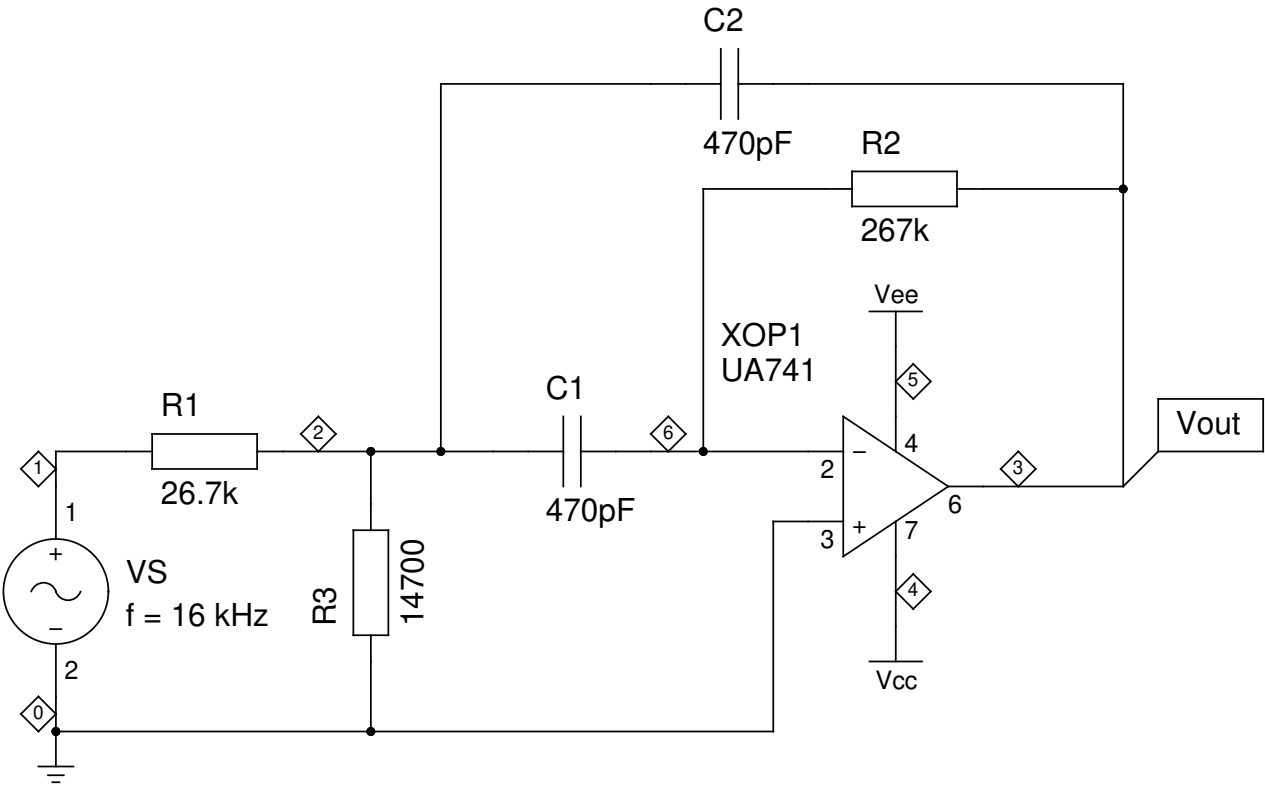 C2
470pF
R2
267k
Vee
XOP1
UA741
5
C1
R1
2
6
4
Vout
1
2
3
26.7k
470pF
6
1
+
−
+
3
7
VS
f = 16 kHz
R3
14700
4
−
2
Vcc
0